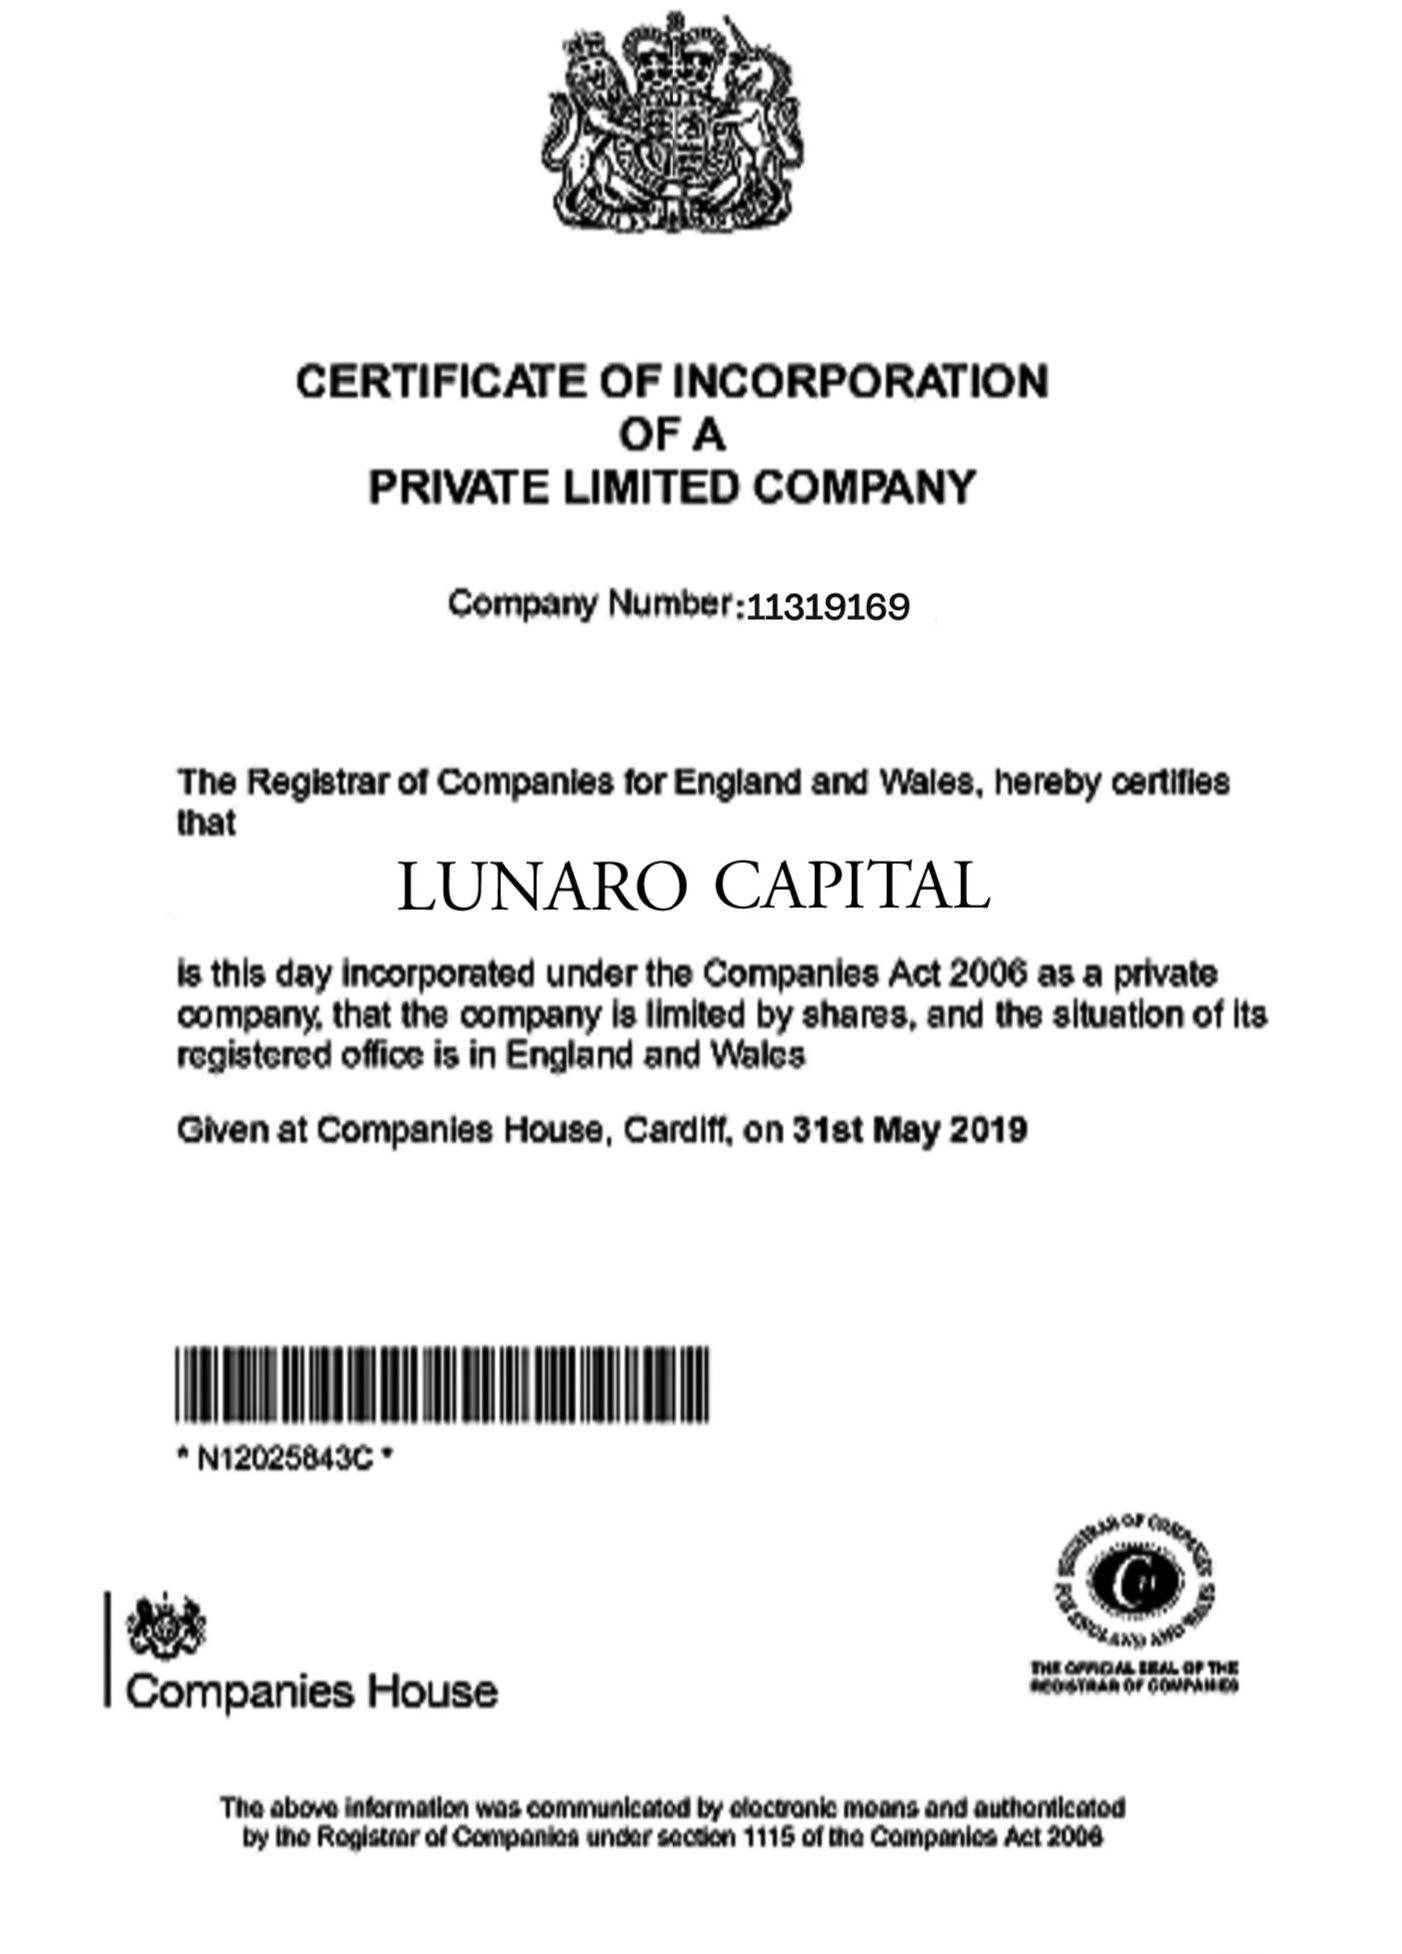 CERTIFICATE OF INCORPORATION
OF A
PRIVATE LIMITED COMPANY
Company Number:11319169
The Registrar of Companies for England and Wales, hereby certifies
that
LUNARO CAPITAL
is this day incorporated under the Companies Act 2006 as a private
company, that the company is limited by shares, and the situation of its
registered office is in England and Wales
Given at Companies House, Cardiff, on 31st May 2019
* N12025843C *
REGISTRAR OF COMPANIES
FOR ENGLAND AND WALES
THE OFFICIAL SEAL OF THE
REGISTRAR OF COMPANIES
Companies House
The above information was communicated by electronic means and authenticated
by the Registrar of Companies under section 1115 of the Companies Act 2006